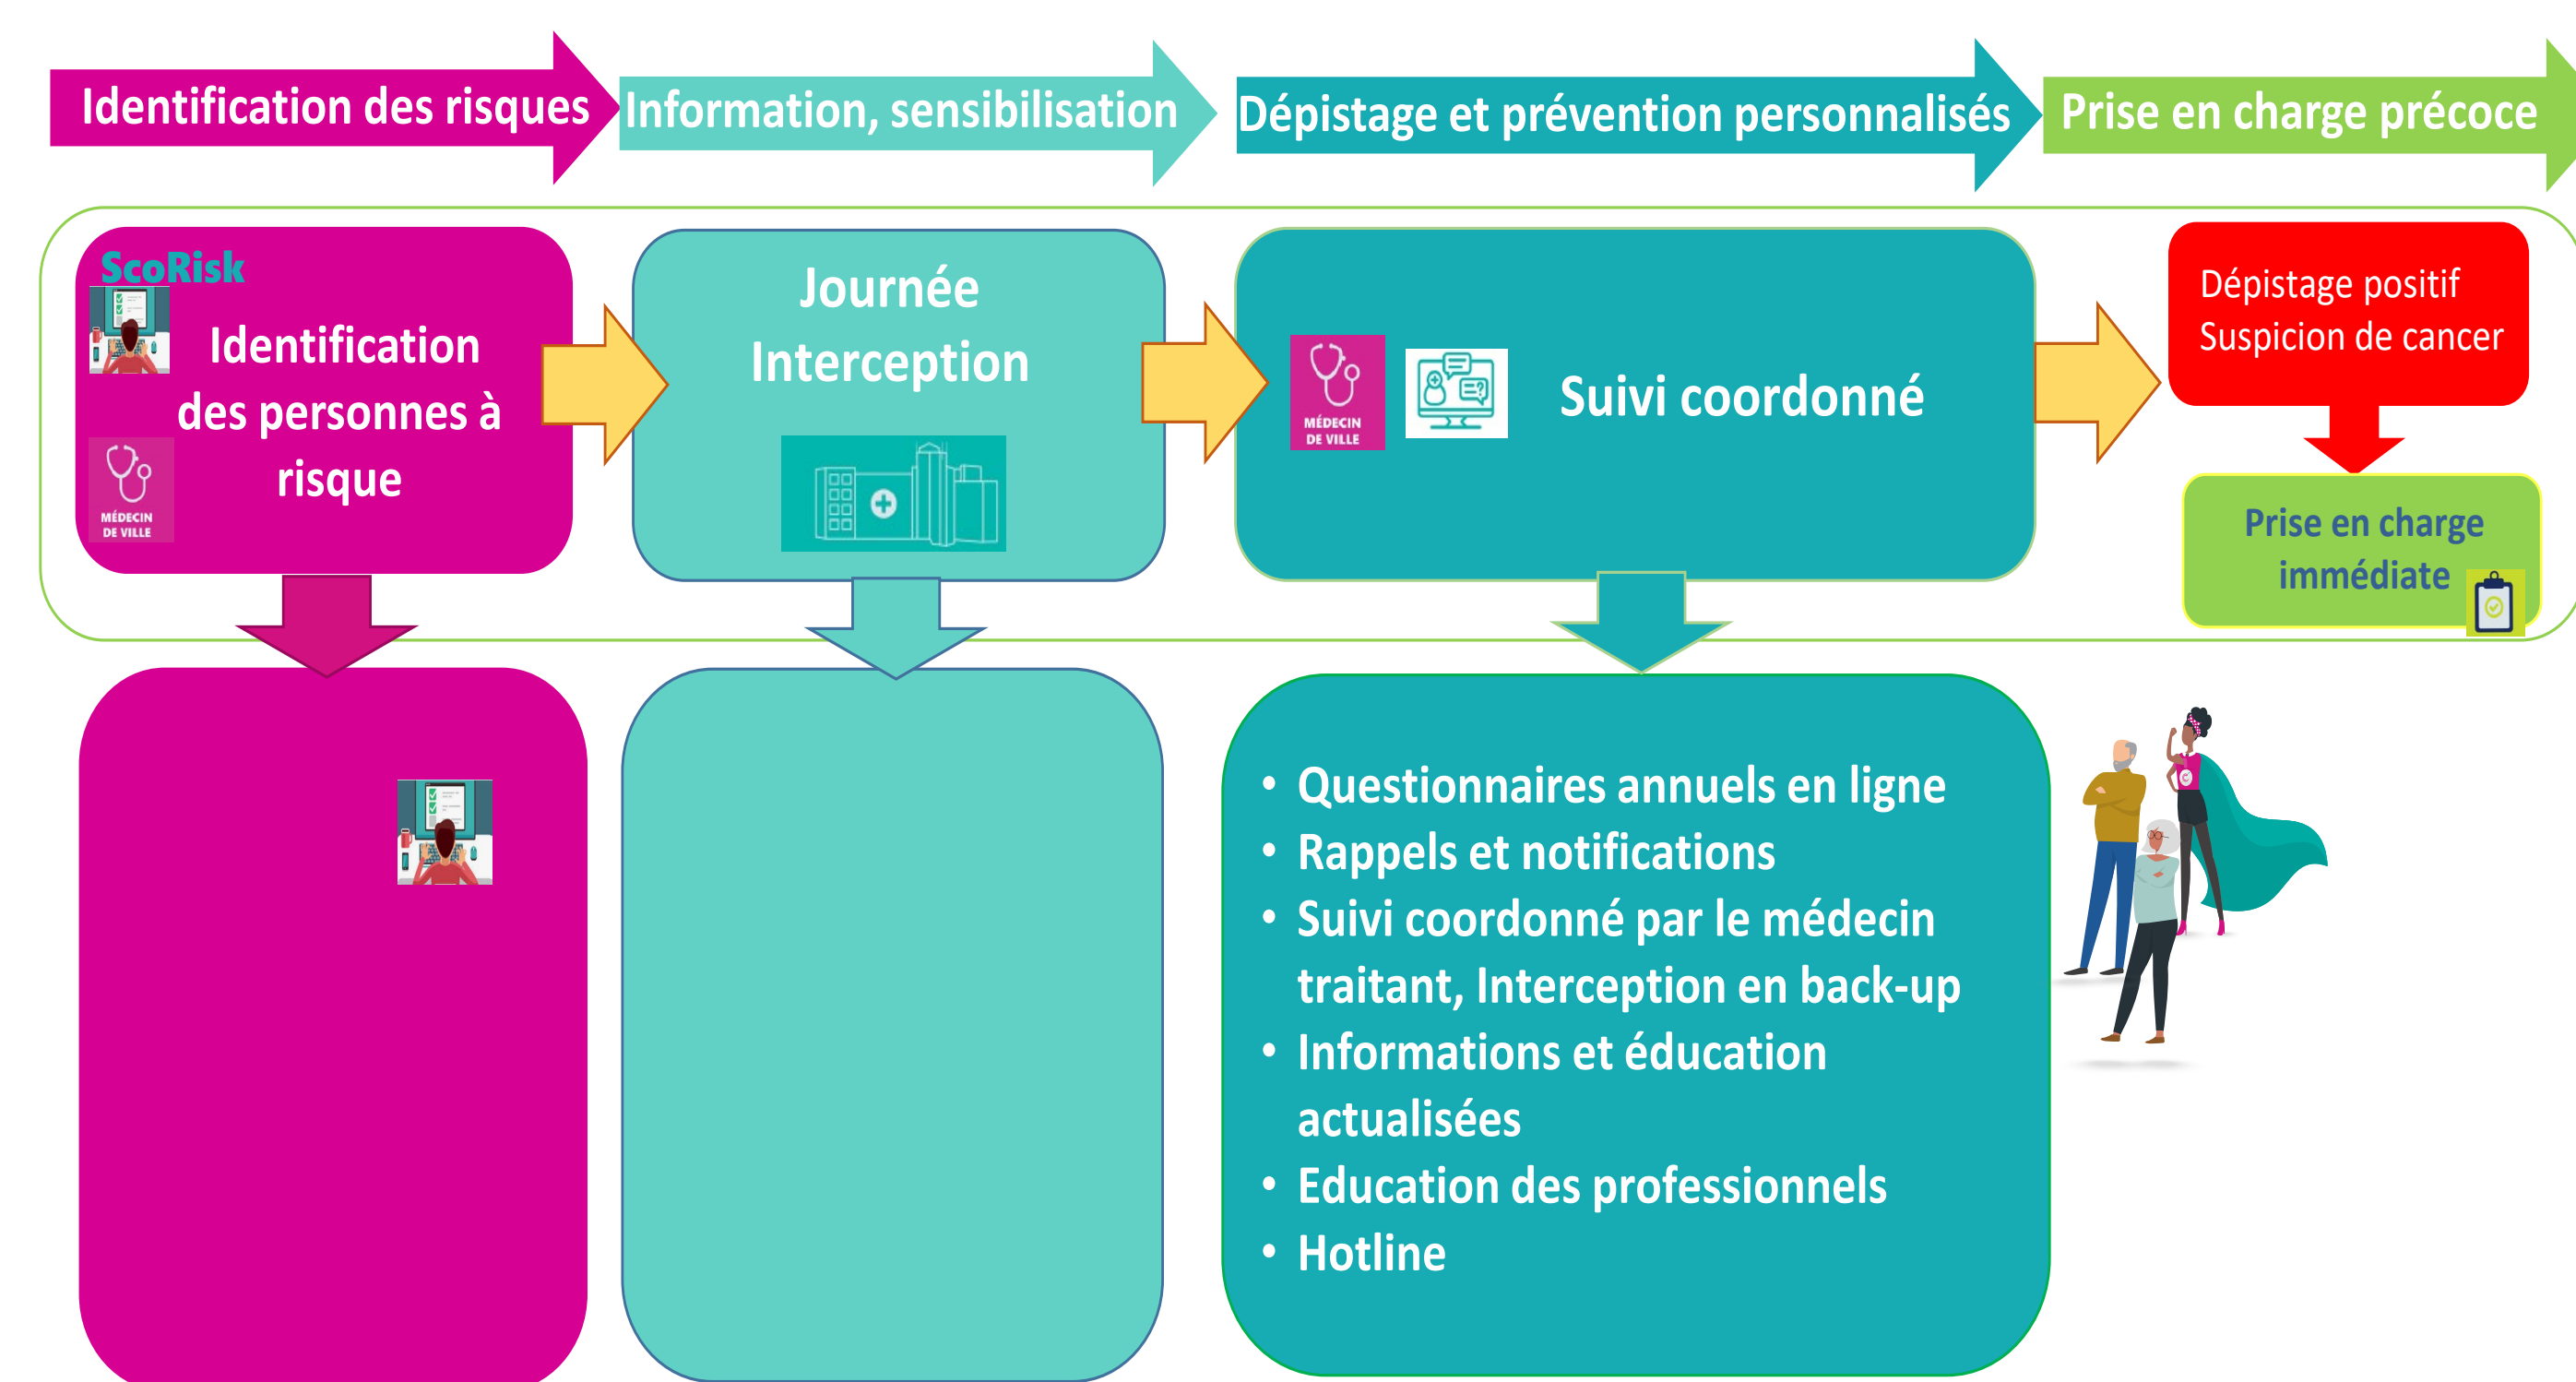 Identification des risques
Information, sensibilisation
Dépistage et prévention personnalisés
Prise en charge précoce
ScoRisk
Identification
des personnes à
risque
MÉDECIN
DE VILLE
Journée
Interception
MÉDECIN
DE VILLE
Suivi coordonné
Dépistage positif
Suspicion de cancer
Prise en charge
immédiate
• Questionnaires annuels en ligne
• Rappels et notifications
• Suivi coordonné par le médecin
traitant, Interception en back-up
• Informations et éducation
actualisées
• Education des professionnels
• Hotline